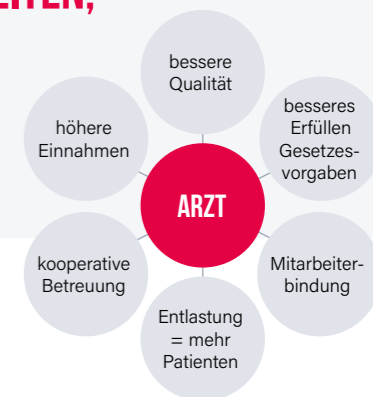 bessere
Qualität
höhere
Einnahmen
besseres
Erfüllen
Gesetzes-
vorgaben
ARZT
kooperative
Betreuung
Mitarbeiter-
bindung
Entlastung
= mehr
Patienten